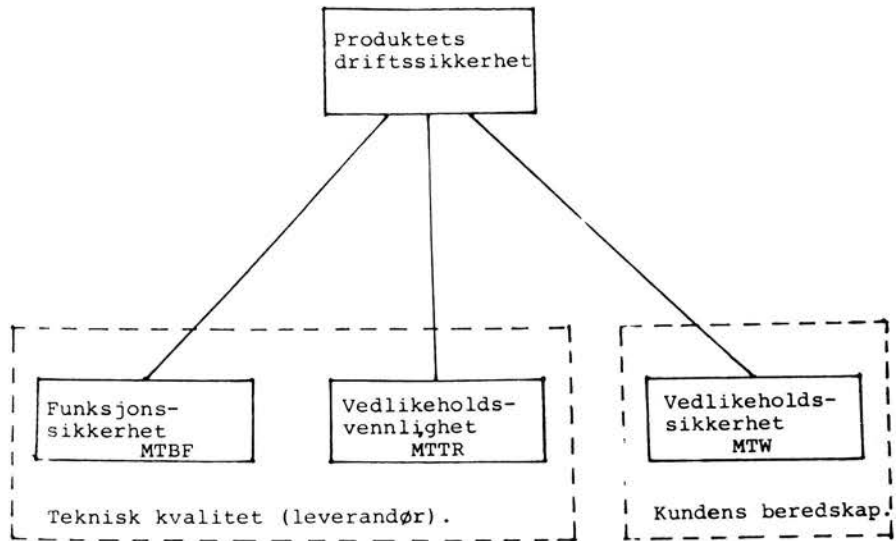 Produktets
driftssikkerhet
Funksjons-
sikkerhet
MTBF
Vedlikeholds-
vennlighet
MTTR
Vedlikeholds-
sikkerhet
MTW
Teknisk kvalitet (leverandør).
Kundens beredskap.